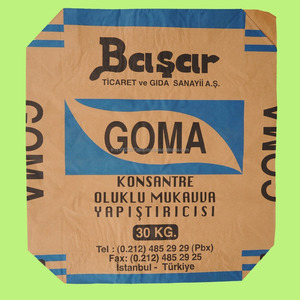 Başar
TİCARET ve GIDA SANAYİİ A.Ş.
GOMA
GOMA
GOMA
KONSANTRE
OLUKLU MUKAVVA
YAPIŞTIRICISI
30 KG.
Tel : (0.212) 485 29 29 (Pbx)
Fax: (0.212) 485 29 25
İstanbul - Türkiye